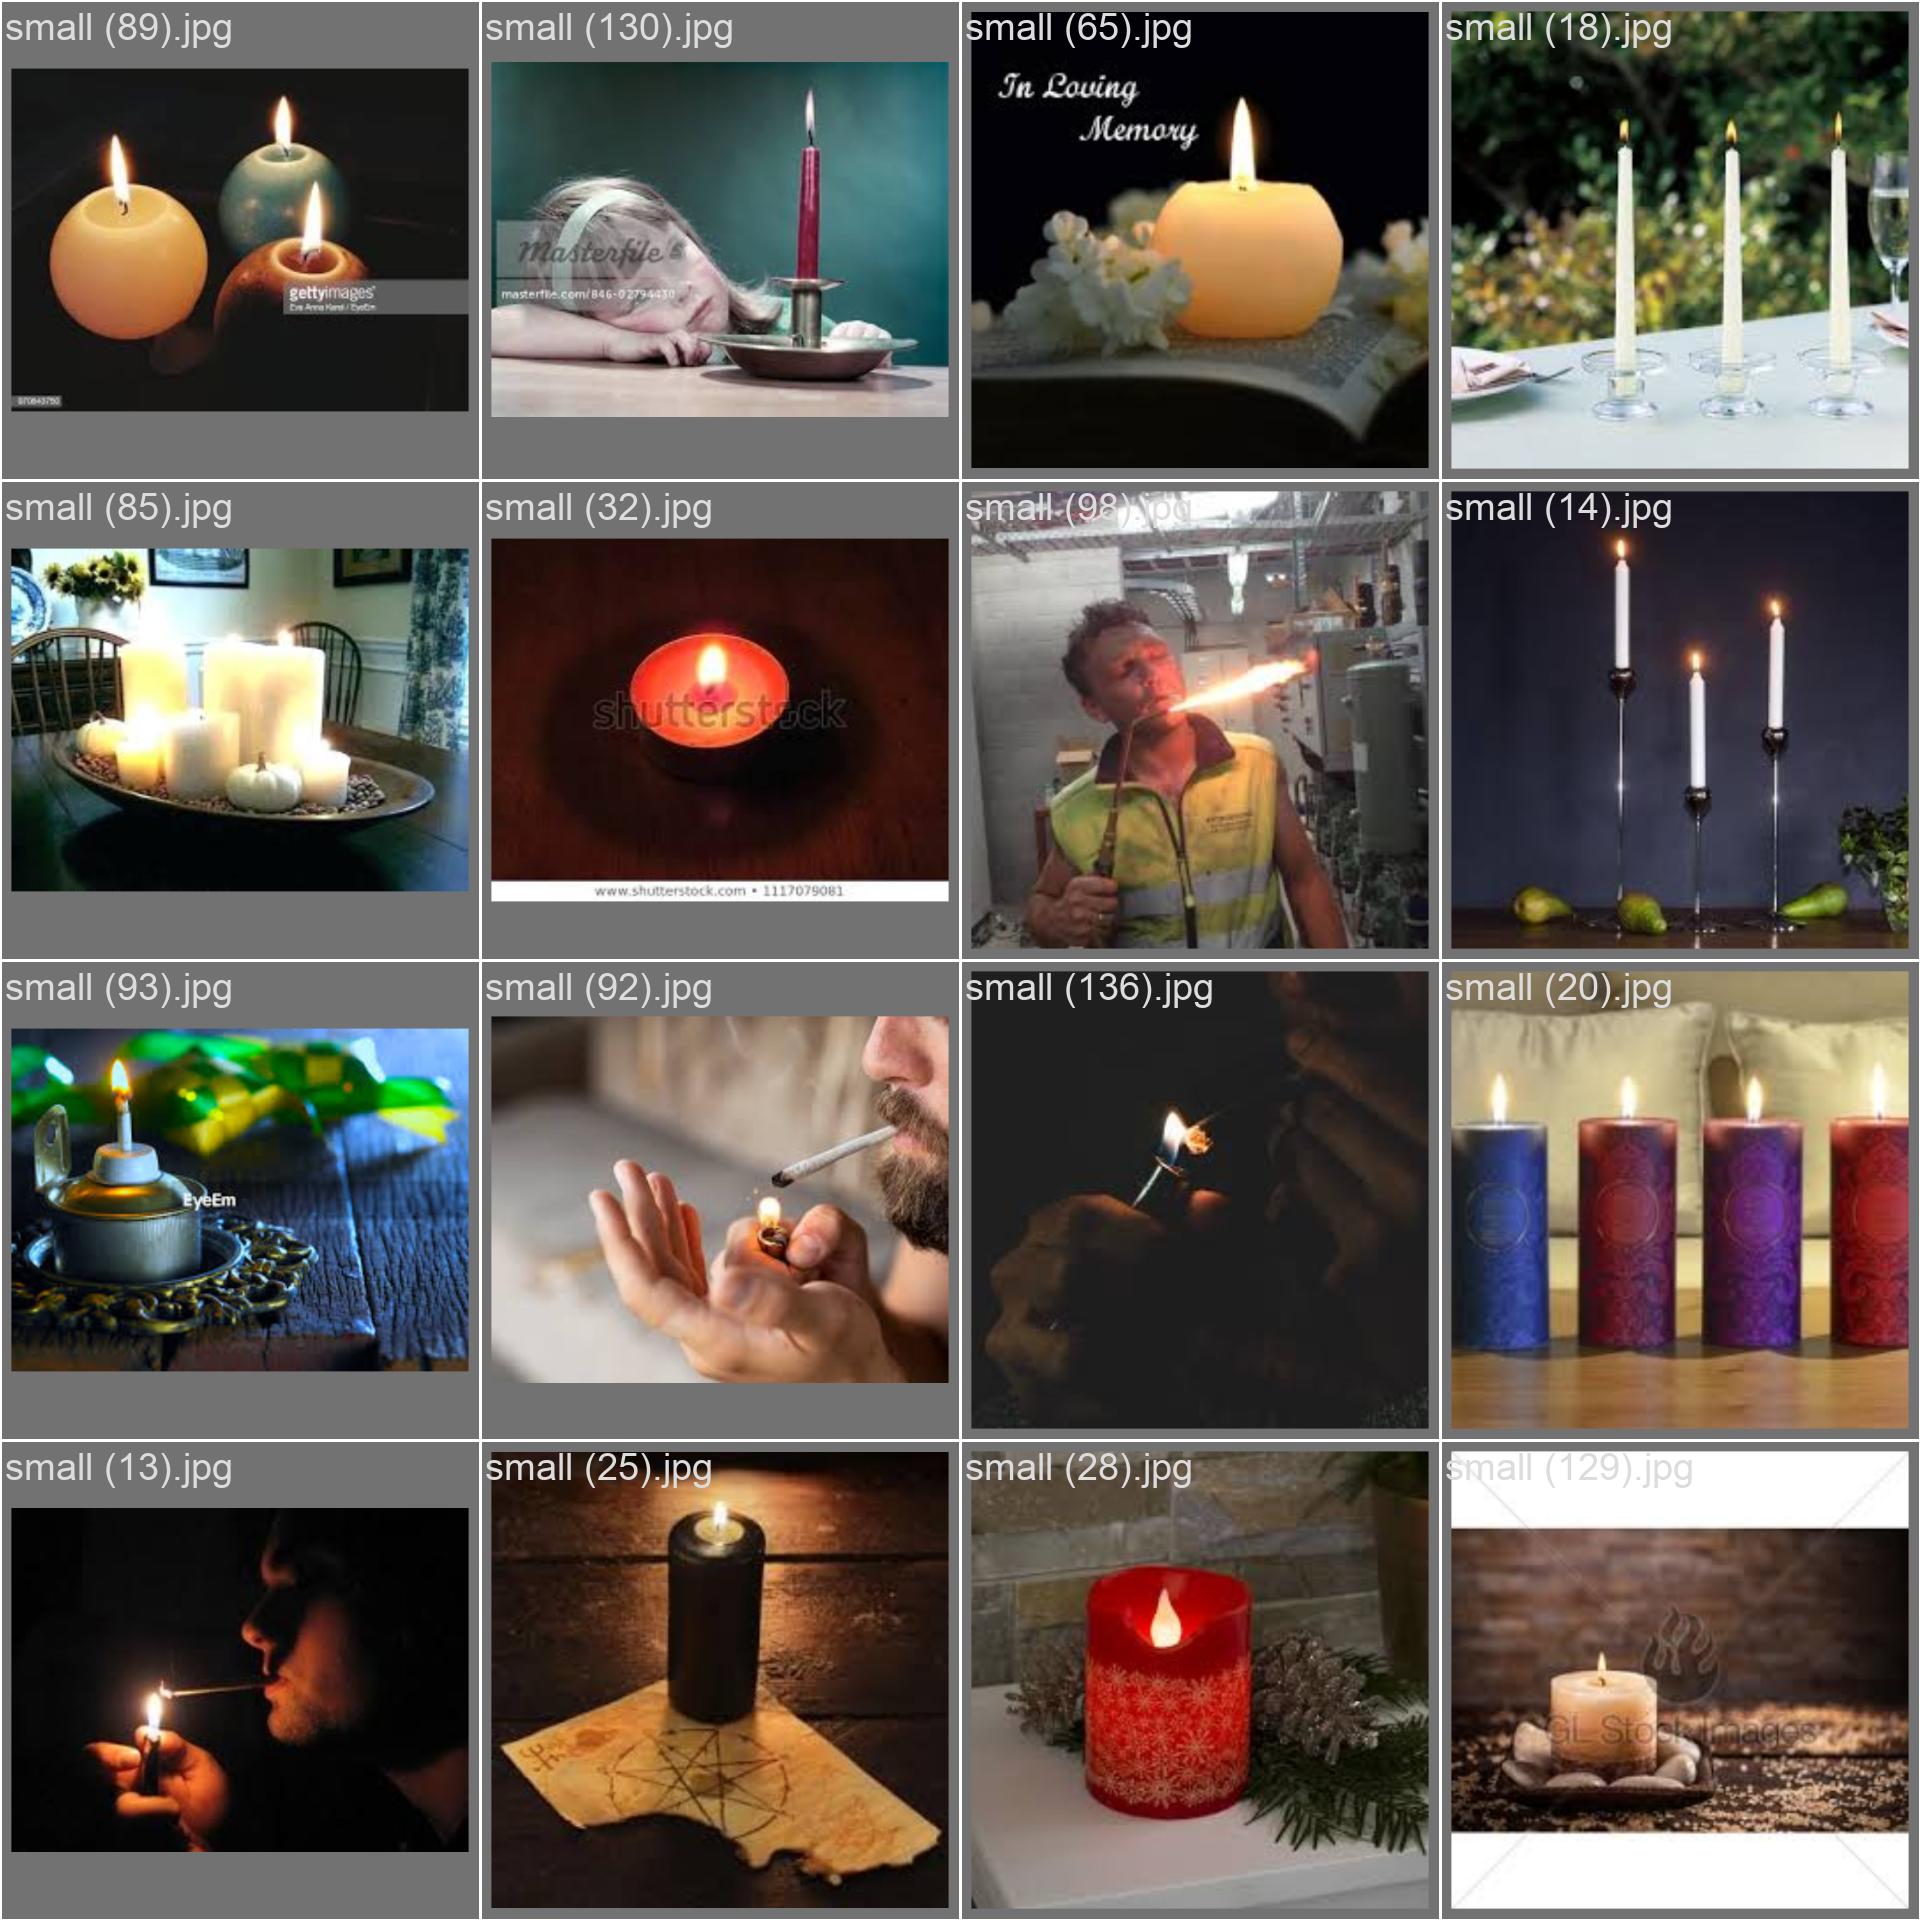 small (89).jpg
small (130).jpg
small (65).jpg
small (18).jpg
In Loving
Memory
Masterfile
masterfile.com/846-02794430
gettyimages
Eva Anna Karel / EyeEm
small (85).jpg
small (32).jpg
small (98).jpg
small (14).jpg
shutterstock
www.shutterstock.com • 1117079081
small (93).jpg
small (92).jpg
small (136).jpg
small (20).jpg
EyeEm
small (13).jpg
small (25).jpg
small (28).jpg
small (129).jpg
GL Stock Images